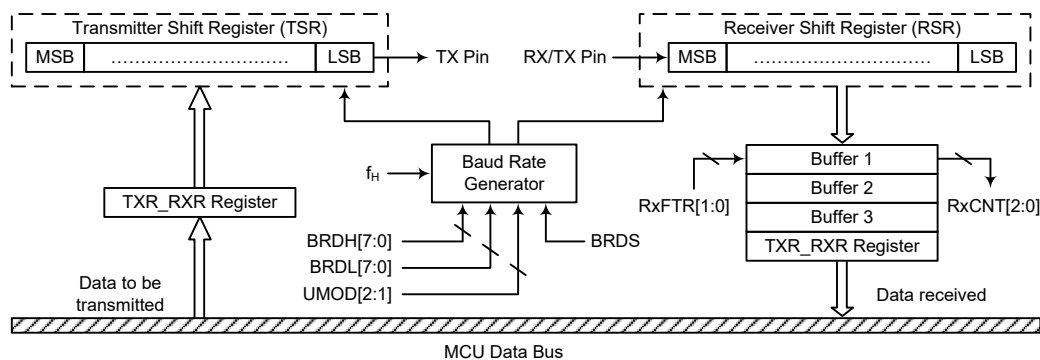 Transmitter Shift Register (TSR)
MSB .............................. LSB
TX Pin
RX/TX Pin
Receiver Shift Register (RSR)
MSB .............................. LSB
fH
Baud Rate
Generator
TXR_RXR Register
BRDH[7:0]
BRDL[7:0]
UMOD[2:1]
BRDS
RxFTR[1:0]
Buffer 1
Buffer 2
Buffer 3
TXR_RXR Register
RxCNT[2:0]
Data to be
transmitted
Data received
MCU Data Bus